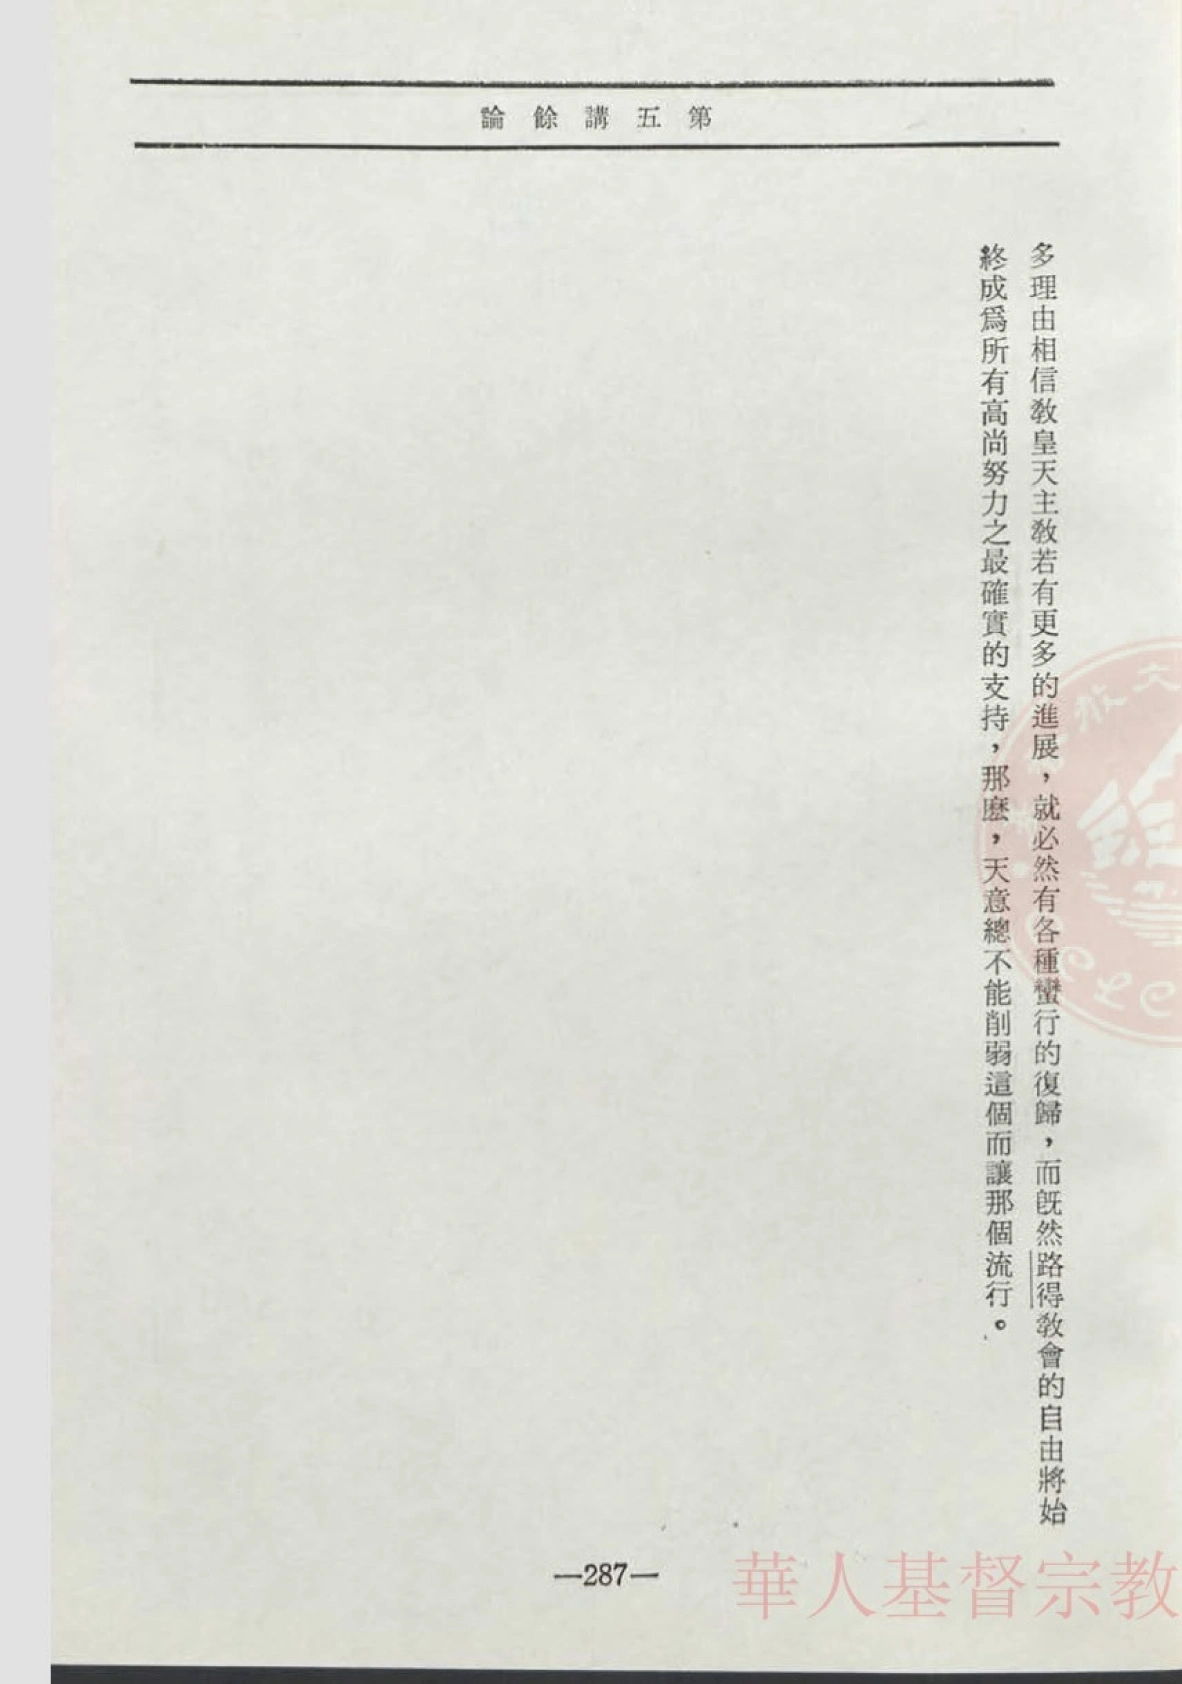 第五講餘論
多理由相信教皇天主教若有更多的進展，就必然有各種蠻行的復歸，而既然路得教會的自由將始
終成爲所有高尚努力之最確實的支持，那麽，天意總不能削弱這個而讓那個流行。
—287—
華人基督宗教